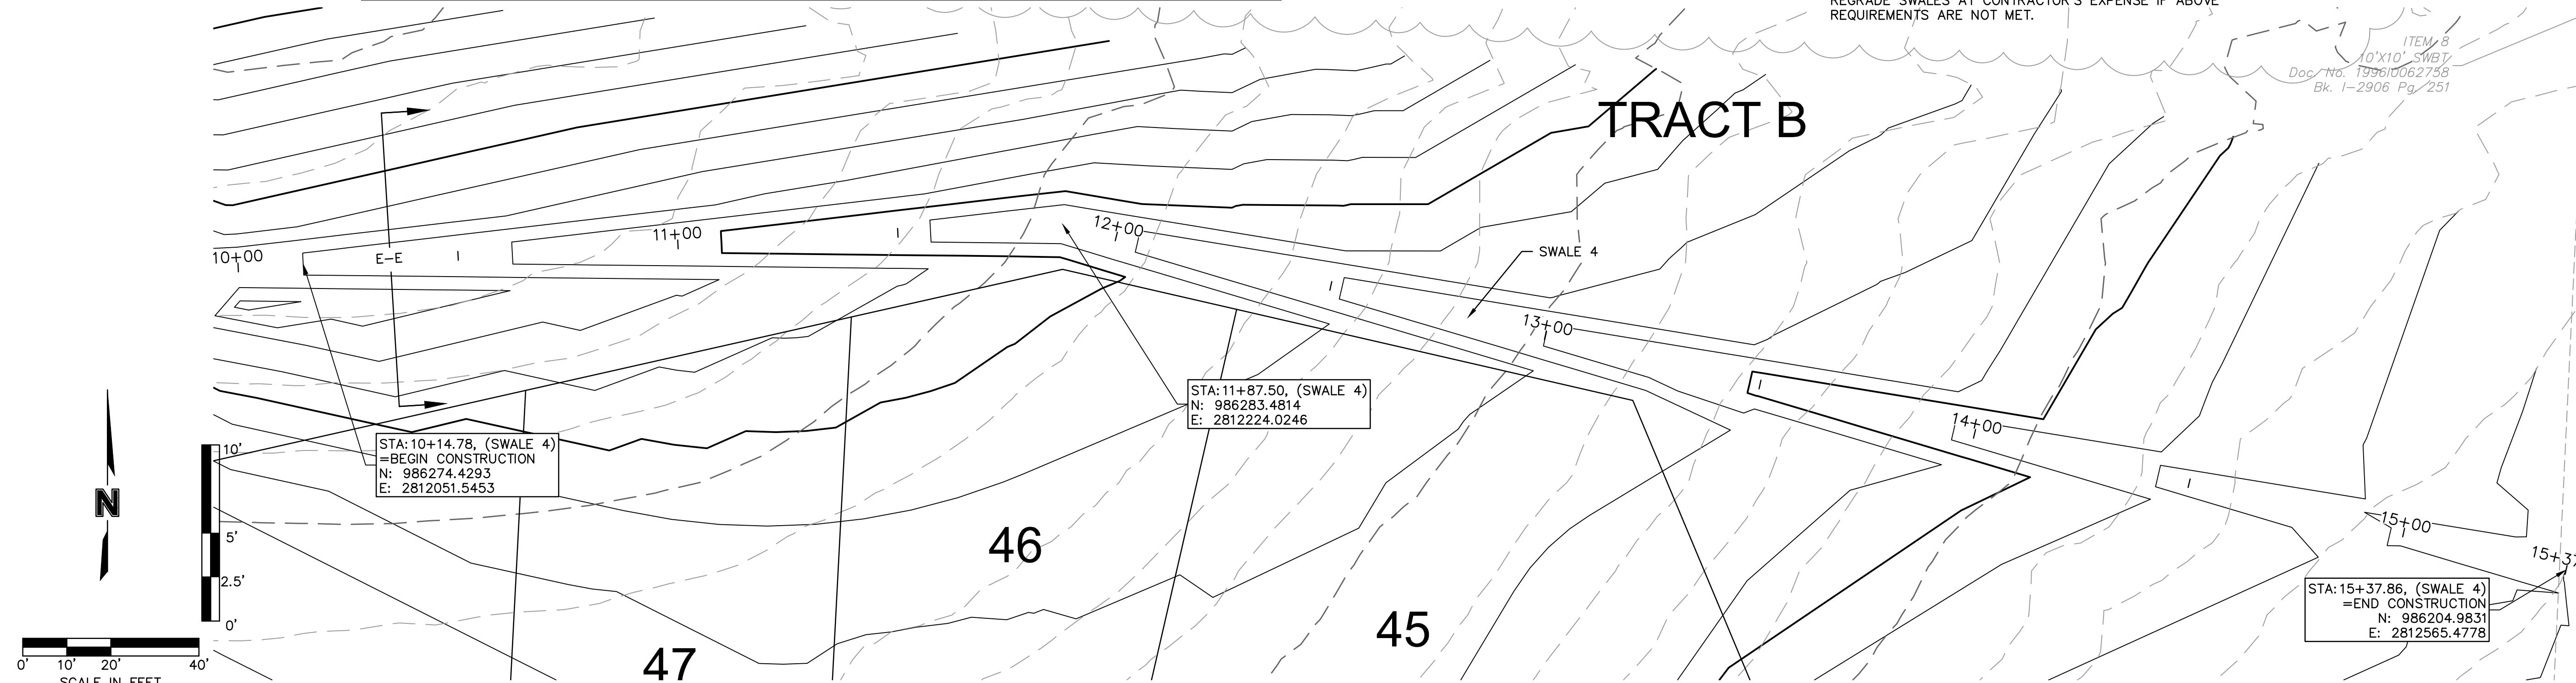 REGRADE SWALES AT CONTRACTOR'S EXPENSE IF ABOVE
REQUIREMENTS ARE NOT MET.
ITEM 8
10'X10' SWBT
Doc. No. 199610062758
Bk. I-2906 Pg. 251
TRACT B
10+00
E-E
11+00
12+00
SWALE 4
13+00
14+00
15+00
STA:11+87.50, (SWALE 4)
N: 986283.4814
E: 2812224.0246
STA:10+14.78, (SWALE 4)
=BEGIN CONSTRUCTION
N: 986274.4293
E: 2812051.5453
STA:15+37.86, (SWALE 4)
=END CONSTRUCTION
N: 986204.9831
E: 2812565.4778
46
45
47
N
10'
5'
2.5'
0'
0' 10' 20' 40'
SCALE IN FEET